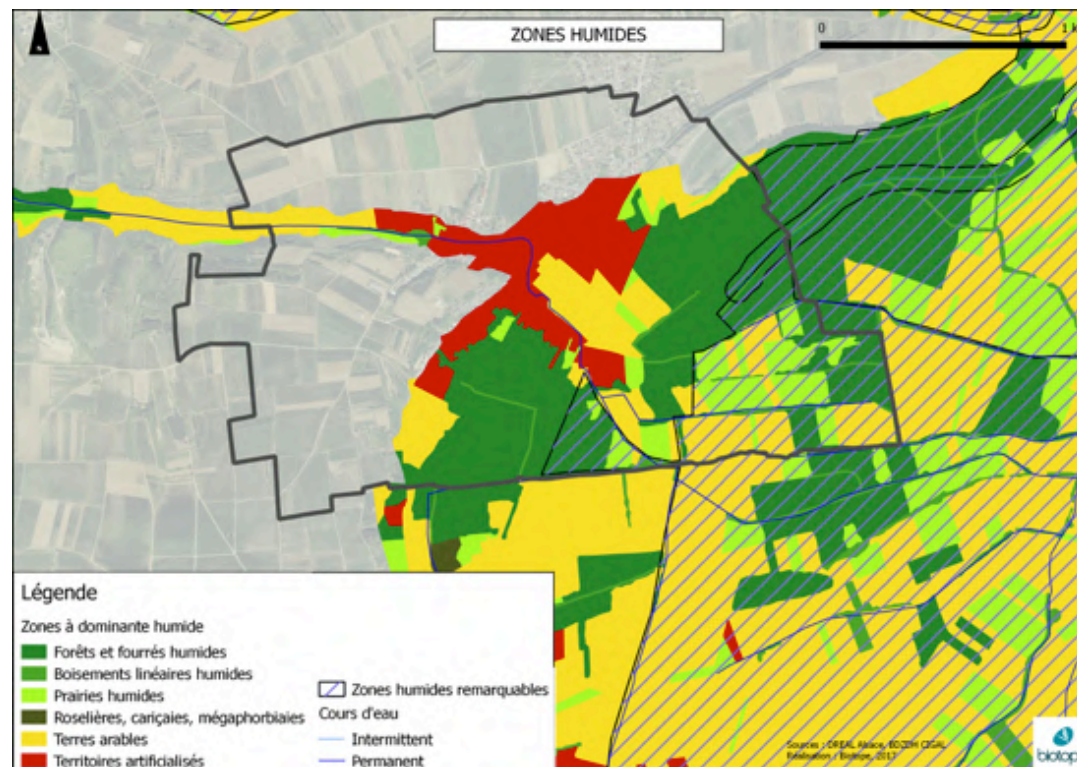 ZONES HUMIDES
0 1 k
N
Légende
Zones à dominante humide
Forêts et fourrés humides
Boisements linéaires humides
Prairies humides
Roselières, cariçaies, mégaphorbiaies
Terres arables
Territoires artificialisés
Zones humides remarquables
Cours d'eau
Intermittent
Permanent
Sources : DREAL Alsace, BDZDH CIGAL
Réalisation : Biotope, 2017
biotope